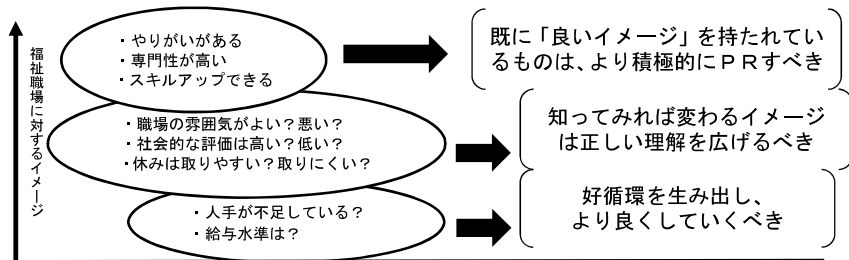 福祉職場に対するイメージ
・やりがいがある
・専門性が高い
・スキルアップできる
既に「良いイメージ」を持たれてい
るものは、より積極的にPRすべき
・職場の雰囲気がよい？悪い？
・社会的な評価は高い？低い？
・休みは取りやすい？取りにくい？
知ってみれば変わるイメージ
は正しい理解を広げるべき
・人手が不足している？
・給与水準は？
好循環を生み出し、
より良くしていくべき